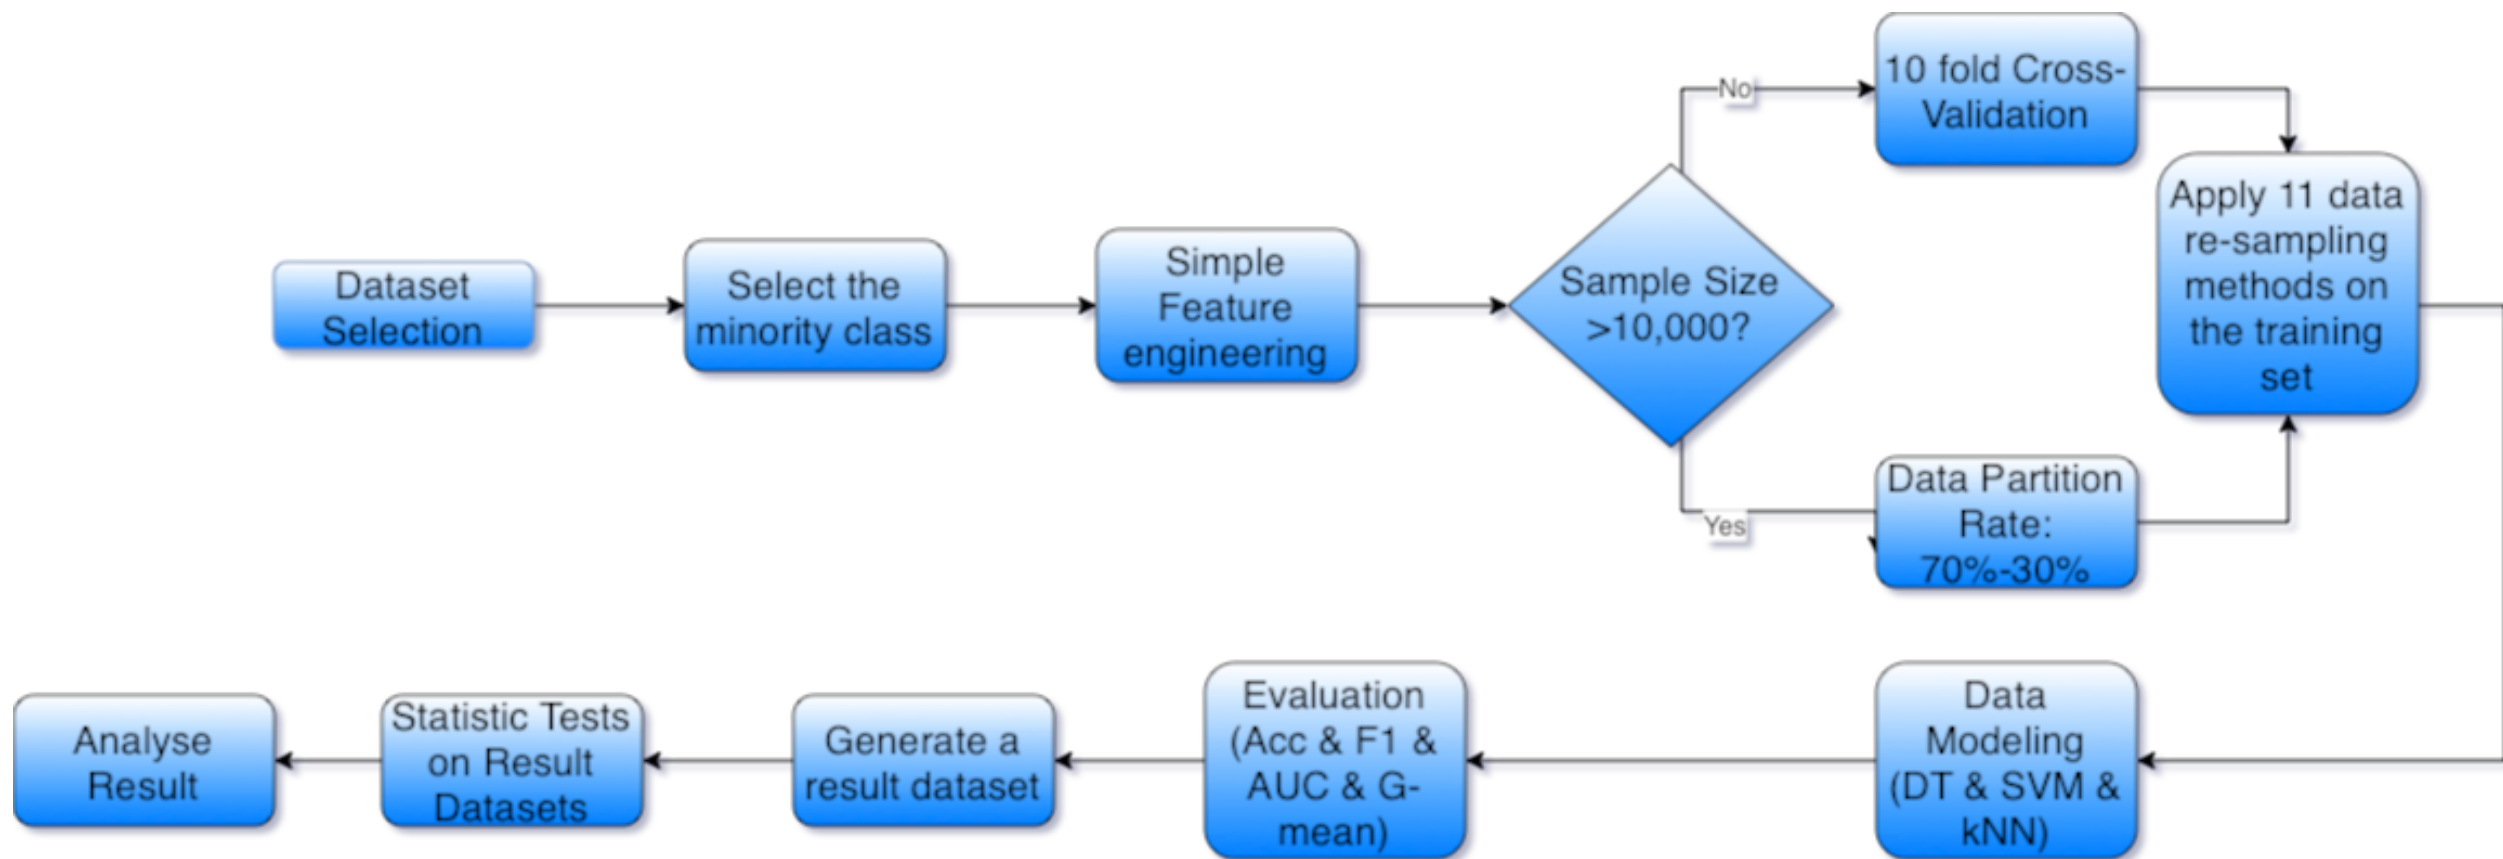 Dataset
Selection
Select the
minority class
Simple
Feature
engineering
Sample Size
>10,000?
No
10 fold Cross-
Validation
Yes
Data Partition
Rate:
70%-30%
Apply 11 data
re-sampling
methods on
the training
set
Data
Modeling
(DT & SVM &
kNN)
Evaluation
(Acc & F1 &
AUC & G-
mean)
Generate a
result dataset
Statistic Tests
on Result
Datasets
Analyse
Result